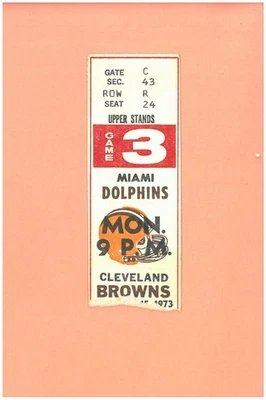 GATE C
SEC. 43
ROW R
SEAT 24
UPPER STANDS
GAME 3
MIAMI
DOLPHINS
MON.
9 P.M.
CLEVELAND
BROWNS
1973